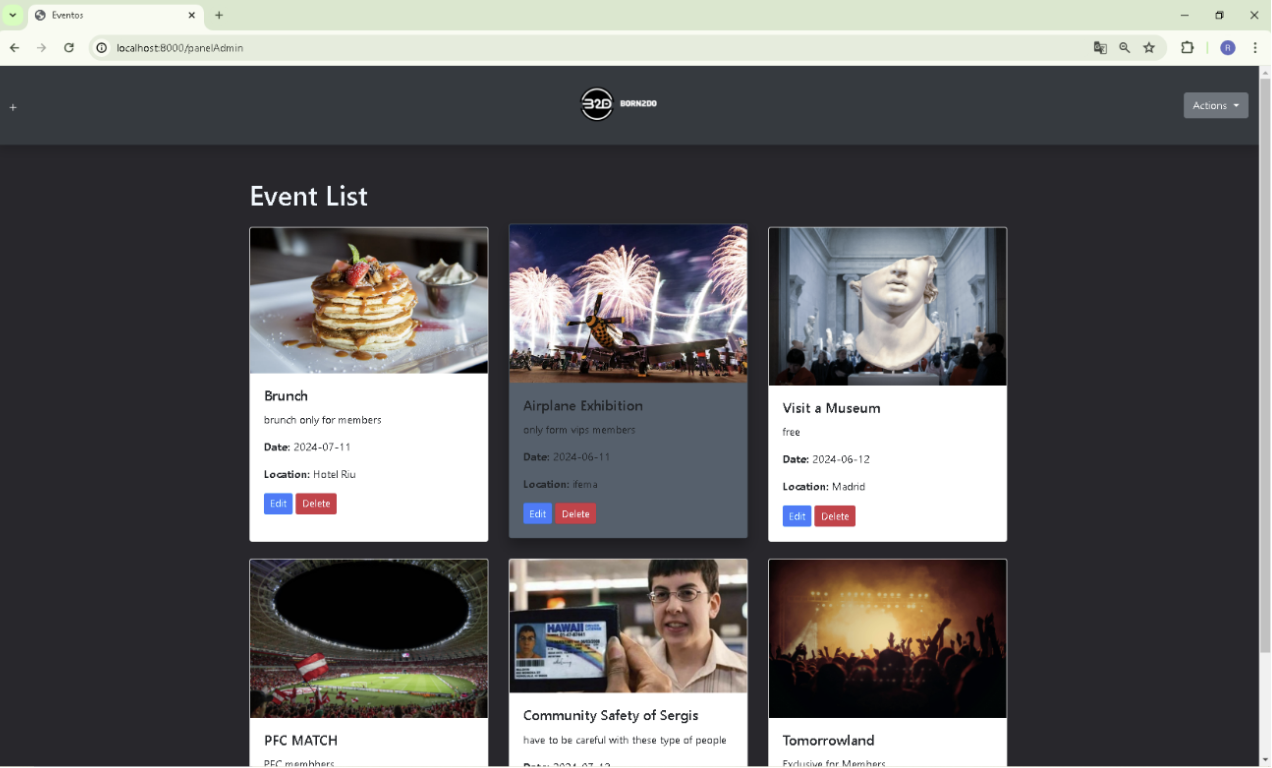 Eventos
localhost:8000/panelAdmin
B2D BORN2DO
Actions
Event List
Brunch
brunch only for members
Date: 2024-07-11
Location: Hotel Riu
Edit Delete
Airplane Exhibition
only form vips members
Date: 2024-06-11
Location: ifema
Edit Delete
Visit a Museum
free
Date: 2024-06-12
Location: Madrid
Edit Delete
PFC MATCH
PFC membhers
HAWAII
Community Safety of Sergis
have to be careful with these type of people
Date: 2024-07-12
Tomorrowland
Exclusive for Members